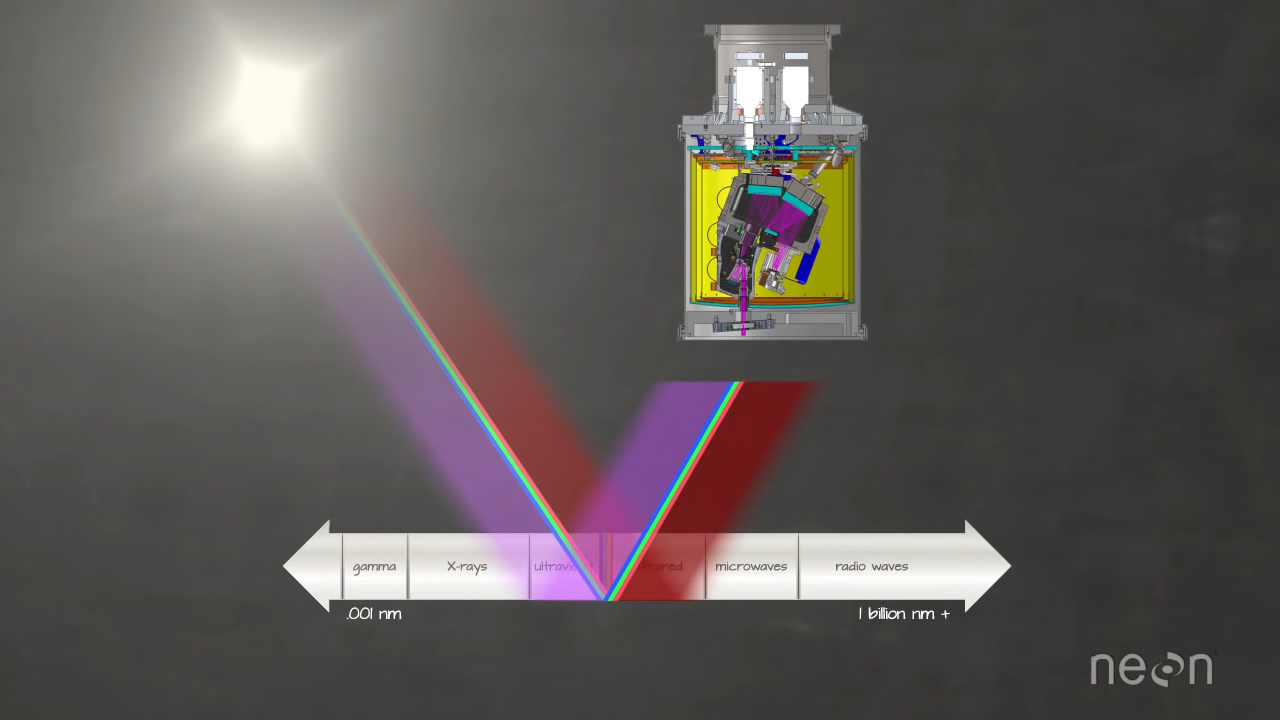 gamma X-rays microwaves radio waves
.001 nm 1 billion nm +
neon